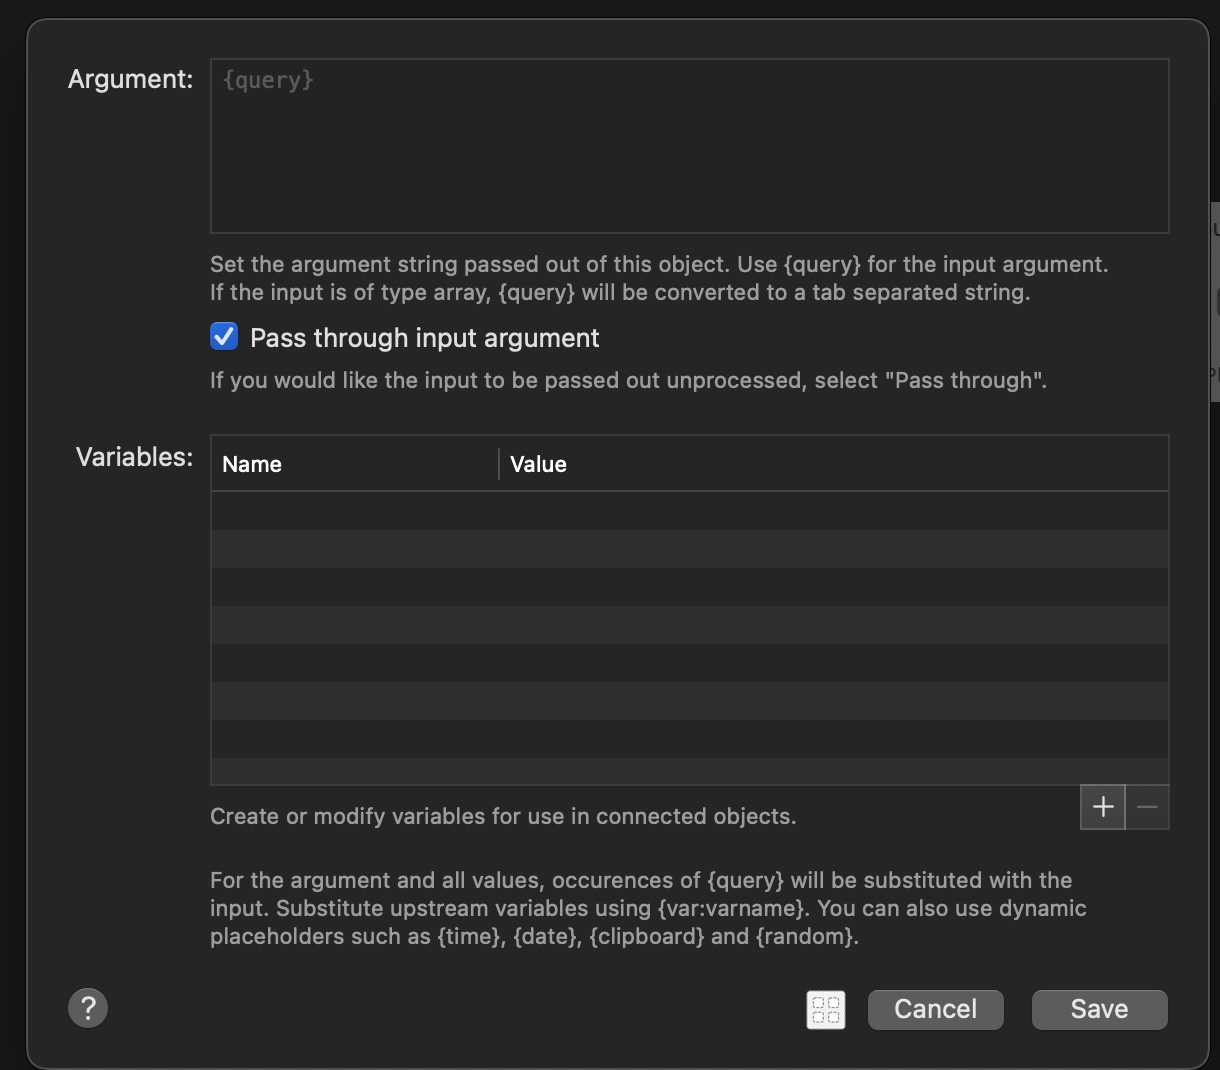 Argument:
{query}
Set the argument string passed out of this object. Use {query} for the input argument.
If the input is of type array, {query} will be converted to a tab separated string.
Pass through input argument
If you would like the input to be passed out unprocessed, select "Pass through".
Variables:
Name Value
Create or modify variables for use in connected objects.
For the argument and all values, occurences of {query} will be substituted with the
input. Substitute upstream variables using {var:varname}. You can also use dynamic
placeholders such as {time}, {date}, {clipboard} and {random}.
? Cancel Save